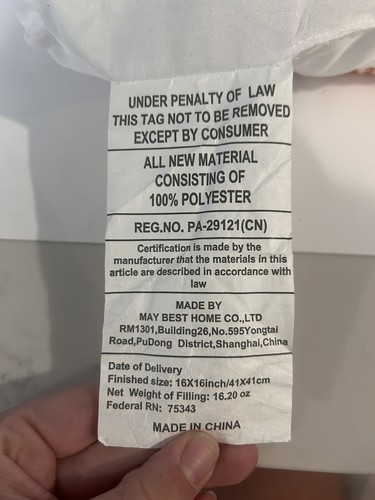 UNDER PENALTY OF LAW
THIS TAG NOT TO BE REMOVED
EXCEPT BY CONSUMER
ALL NEW MATERIAL
CONSISTING OF
100% POLYESTER
REG.NO. PA-29121(CN)
Certification is made by the
manufacturer that the materials in this
article are described in accordance with
law
MADE BY
MAY BEST HOME CO.,LTD
RM1301,Building26,No.595Yongtai
Road,PuDong District,Shanghai,China
Date of Delivery
Finished size: 16X16inch/41X41cm
Net Weight of Filling: 16.20 oz
Federal RN: 75343
MADE IN CHINA